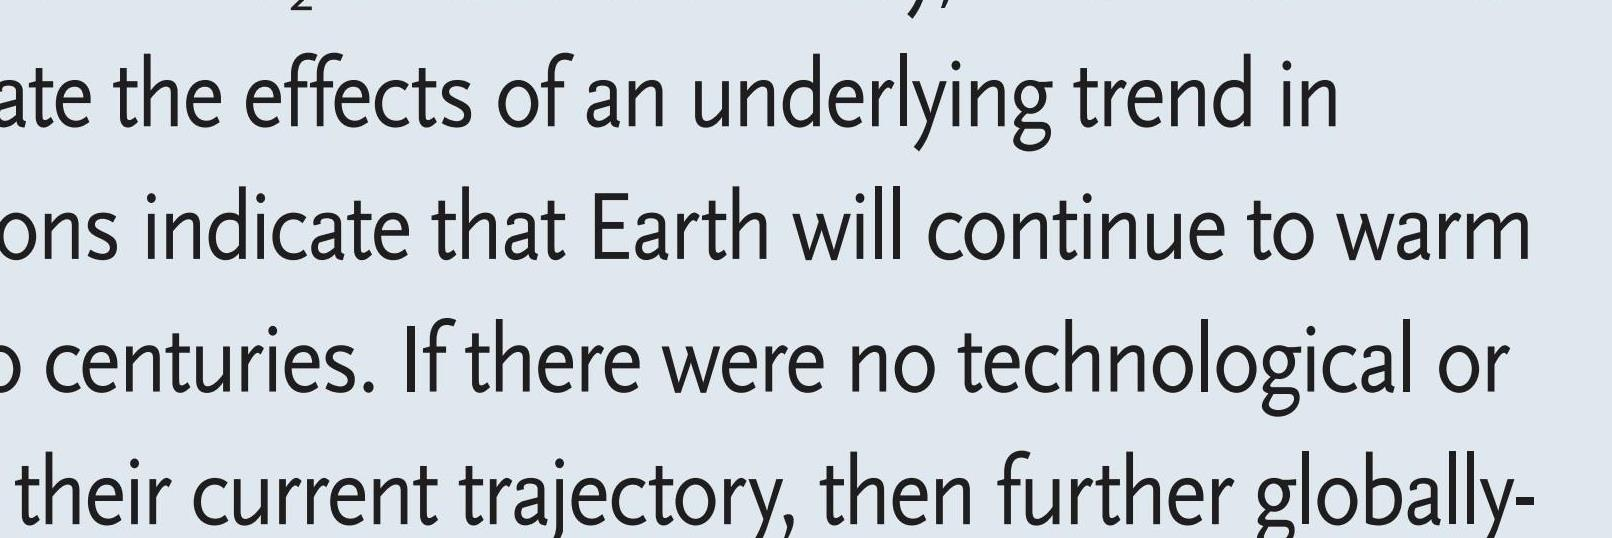 ate the effects of an underlying trend in
ons indicate that Earth will continue to warm
o centuries. If there were no technological or
their current trajectory, then further globally-